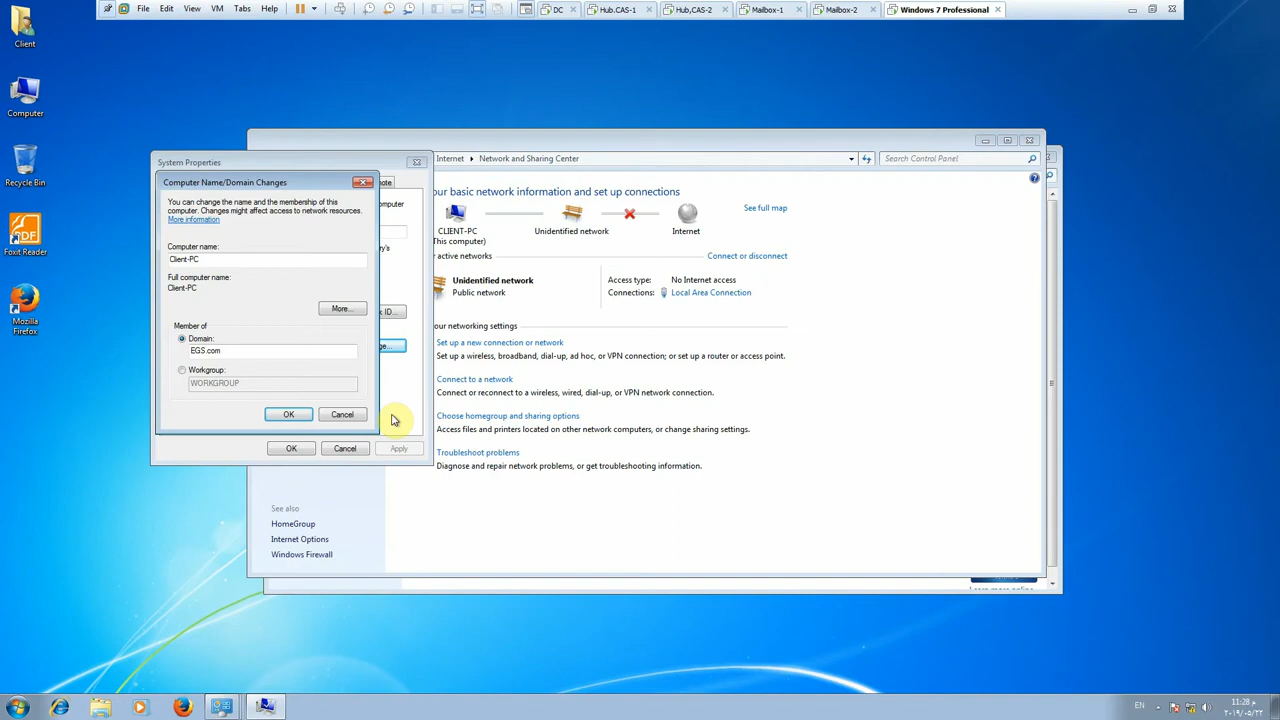 File Edit View VM Tabs Help
DC
Hub.CAS-1
Hub,CAS-2
Mailbox-1
Mailbox-2
Windows 7 Professional
Client
Computer
Recycle Bin
PDF
Foxit Reader
Mozilla
Firefox
System Properties
Computer Name/Domain Changes
You can change the name and the membership of this
computer. Changes might affect access to network resources.
More information
Computer name:
Client-PC
Full computer name:
Client-PC
More...
Member of
Domain:
EGS.com
Workgroup:
WORKGROUP
OK
Cancel
OK
Cancel
Apply
Internet
Network and Sharing Center
Search Control Panel
our basic network information and set up connections
See full map
CLIENT-PC
This computer)
Unidentified network
Internet
active networks
Connect or disconnect
Unidentified network
Public network
Access type:
No Internet access
Connections:
Local Area Connection
our networking settings
Set up a new connection or network
Set up a wireless, broadband, dial-up, ad hoc, or VPN connection; or set up a router or access point.
Connect to a network
Connect or reconnect to a wireless, wired, dial-up, or VPN network connection.
Choose homegroup and sharing options
Access files and printers located on other network computers, or change sharing settings.
Troubleshoot problems
Diagnose and repair network problems, or get troubleshooting information.
See also
HomeGroup
Internet Options
Windows Firewall
EN
11:28 م